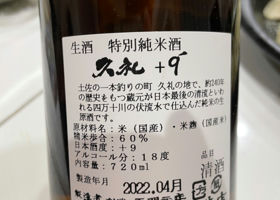 生酒 特別純米酒
久礼 +9
土佐の一本釣りの町 久礼の地で、約240年
の歴史をもつ蔵元が日本最後の清流といわ
れる四万十川の伏流水で仕込んだ純米の生
原酒です。
原材料名：米（国産）・米麹（国産米）
精米歩合：60% 品目
日本酒度：+9
アルコール分：18度 清酒
内容量：720ml
製造年月
2022.04月